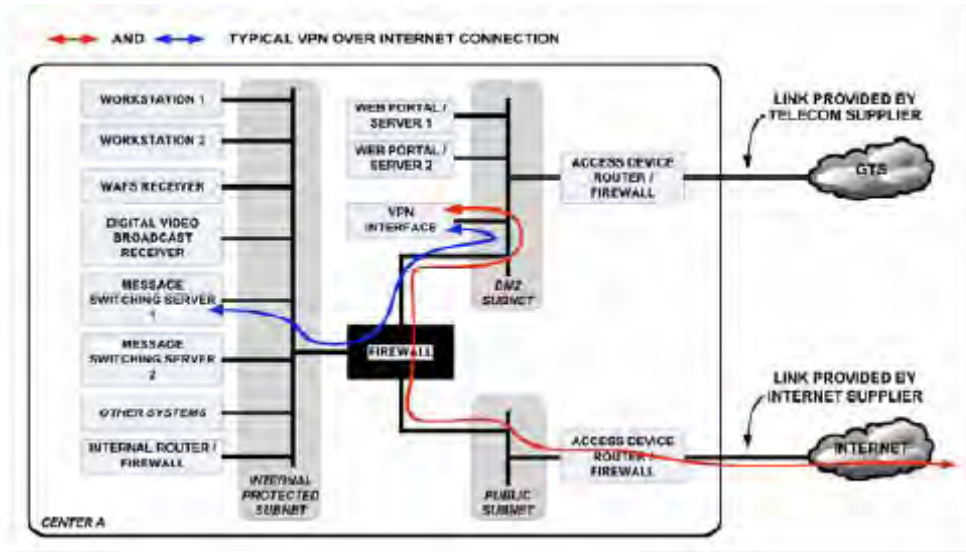 AND
TYPICAL VPN OVER INTERNET CONNECTION
WORKSTATION 1
WORKSTATION 2
WAFS RECEIVER
DIGITAL VIDEO
BROADCAST
RECEIVER
MESSAGE
SWITCHING SERVER
1
MESSAGE
SWITCHING SERVER
2
OTHER SYSTEMS
INTERNAL ROUTER /
FIREWALL
INTERNAL
PROTECTED
SUBNET
CENTER A
WEB PORTAL /
SERVER 1
WEB PORTAL /
SERVER 2
VPN
INTERFACE
DMZ
SUBNET
FIREWALL
PUBLIC
SUBNET
ACCESS DEVICE
ROUTER /
FIREWALL
LINK PROVIDED BY
TELECOM SUPPLIER
GTS
ACCESS DEVICE
ROUTER /
FIREWALL
LINK PROVIDED BY
INTERNET SUPPLIER
INTERNET